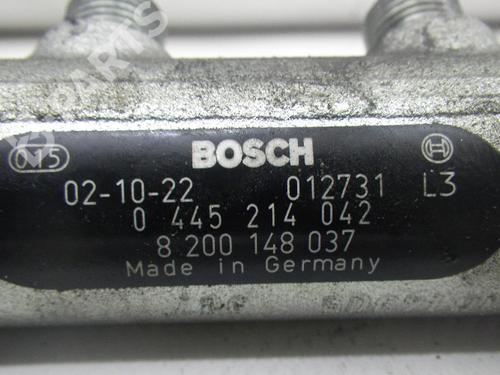 BOSCH
02-10-22 012731 L3
0 445 214 042
8 200 148 037
Made in Germany